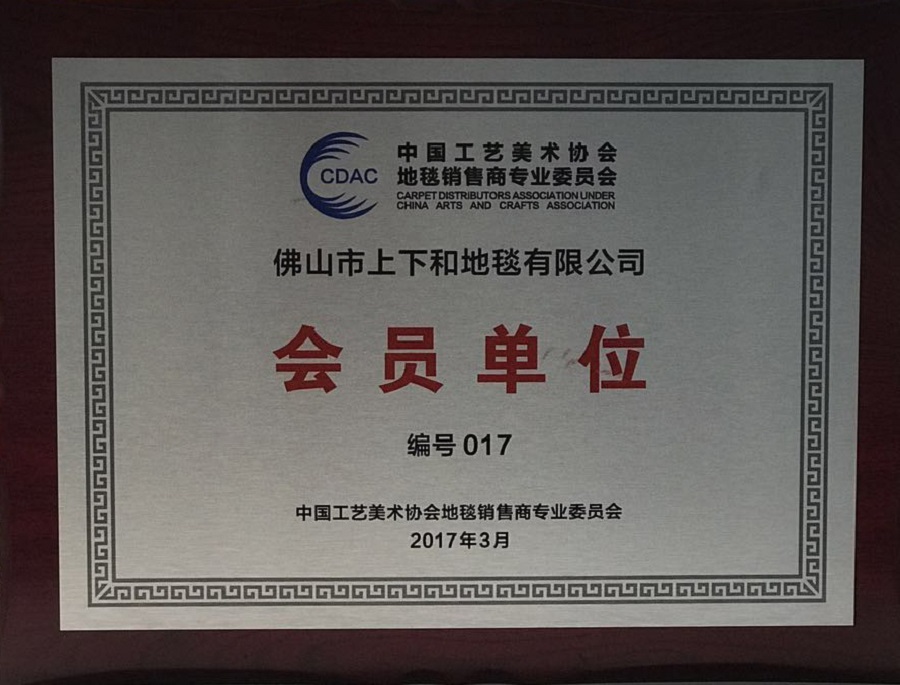 CDAC
中国工艺美术协会
地毯销售商专业委员会
CARPET DISTRIBUTORS ASSOCIATION UNDER
CHINA ARTS AND CRAFTS ASSOCIATION
佛山市上下和地毯有限公司
会员单位
编号017
中国工艺美术协会地毯销售商专业委员会
2017年3月